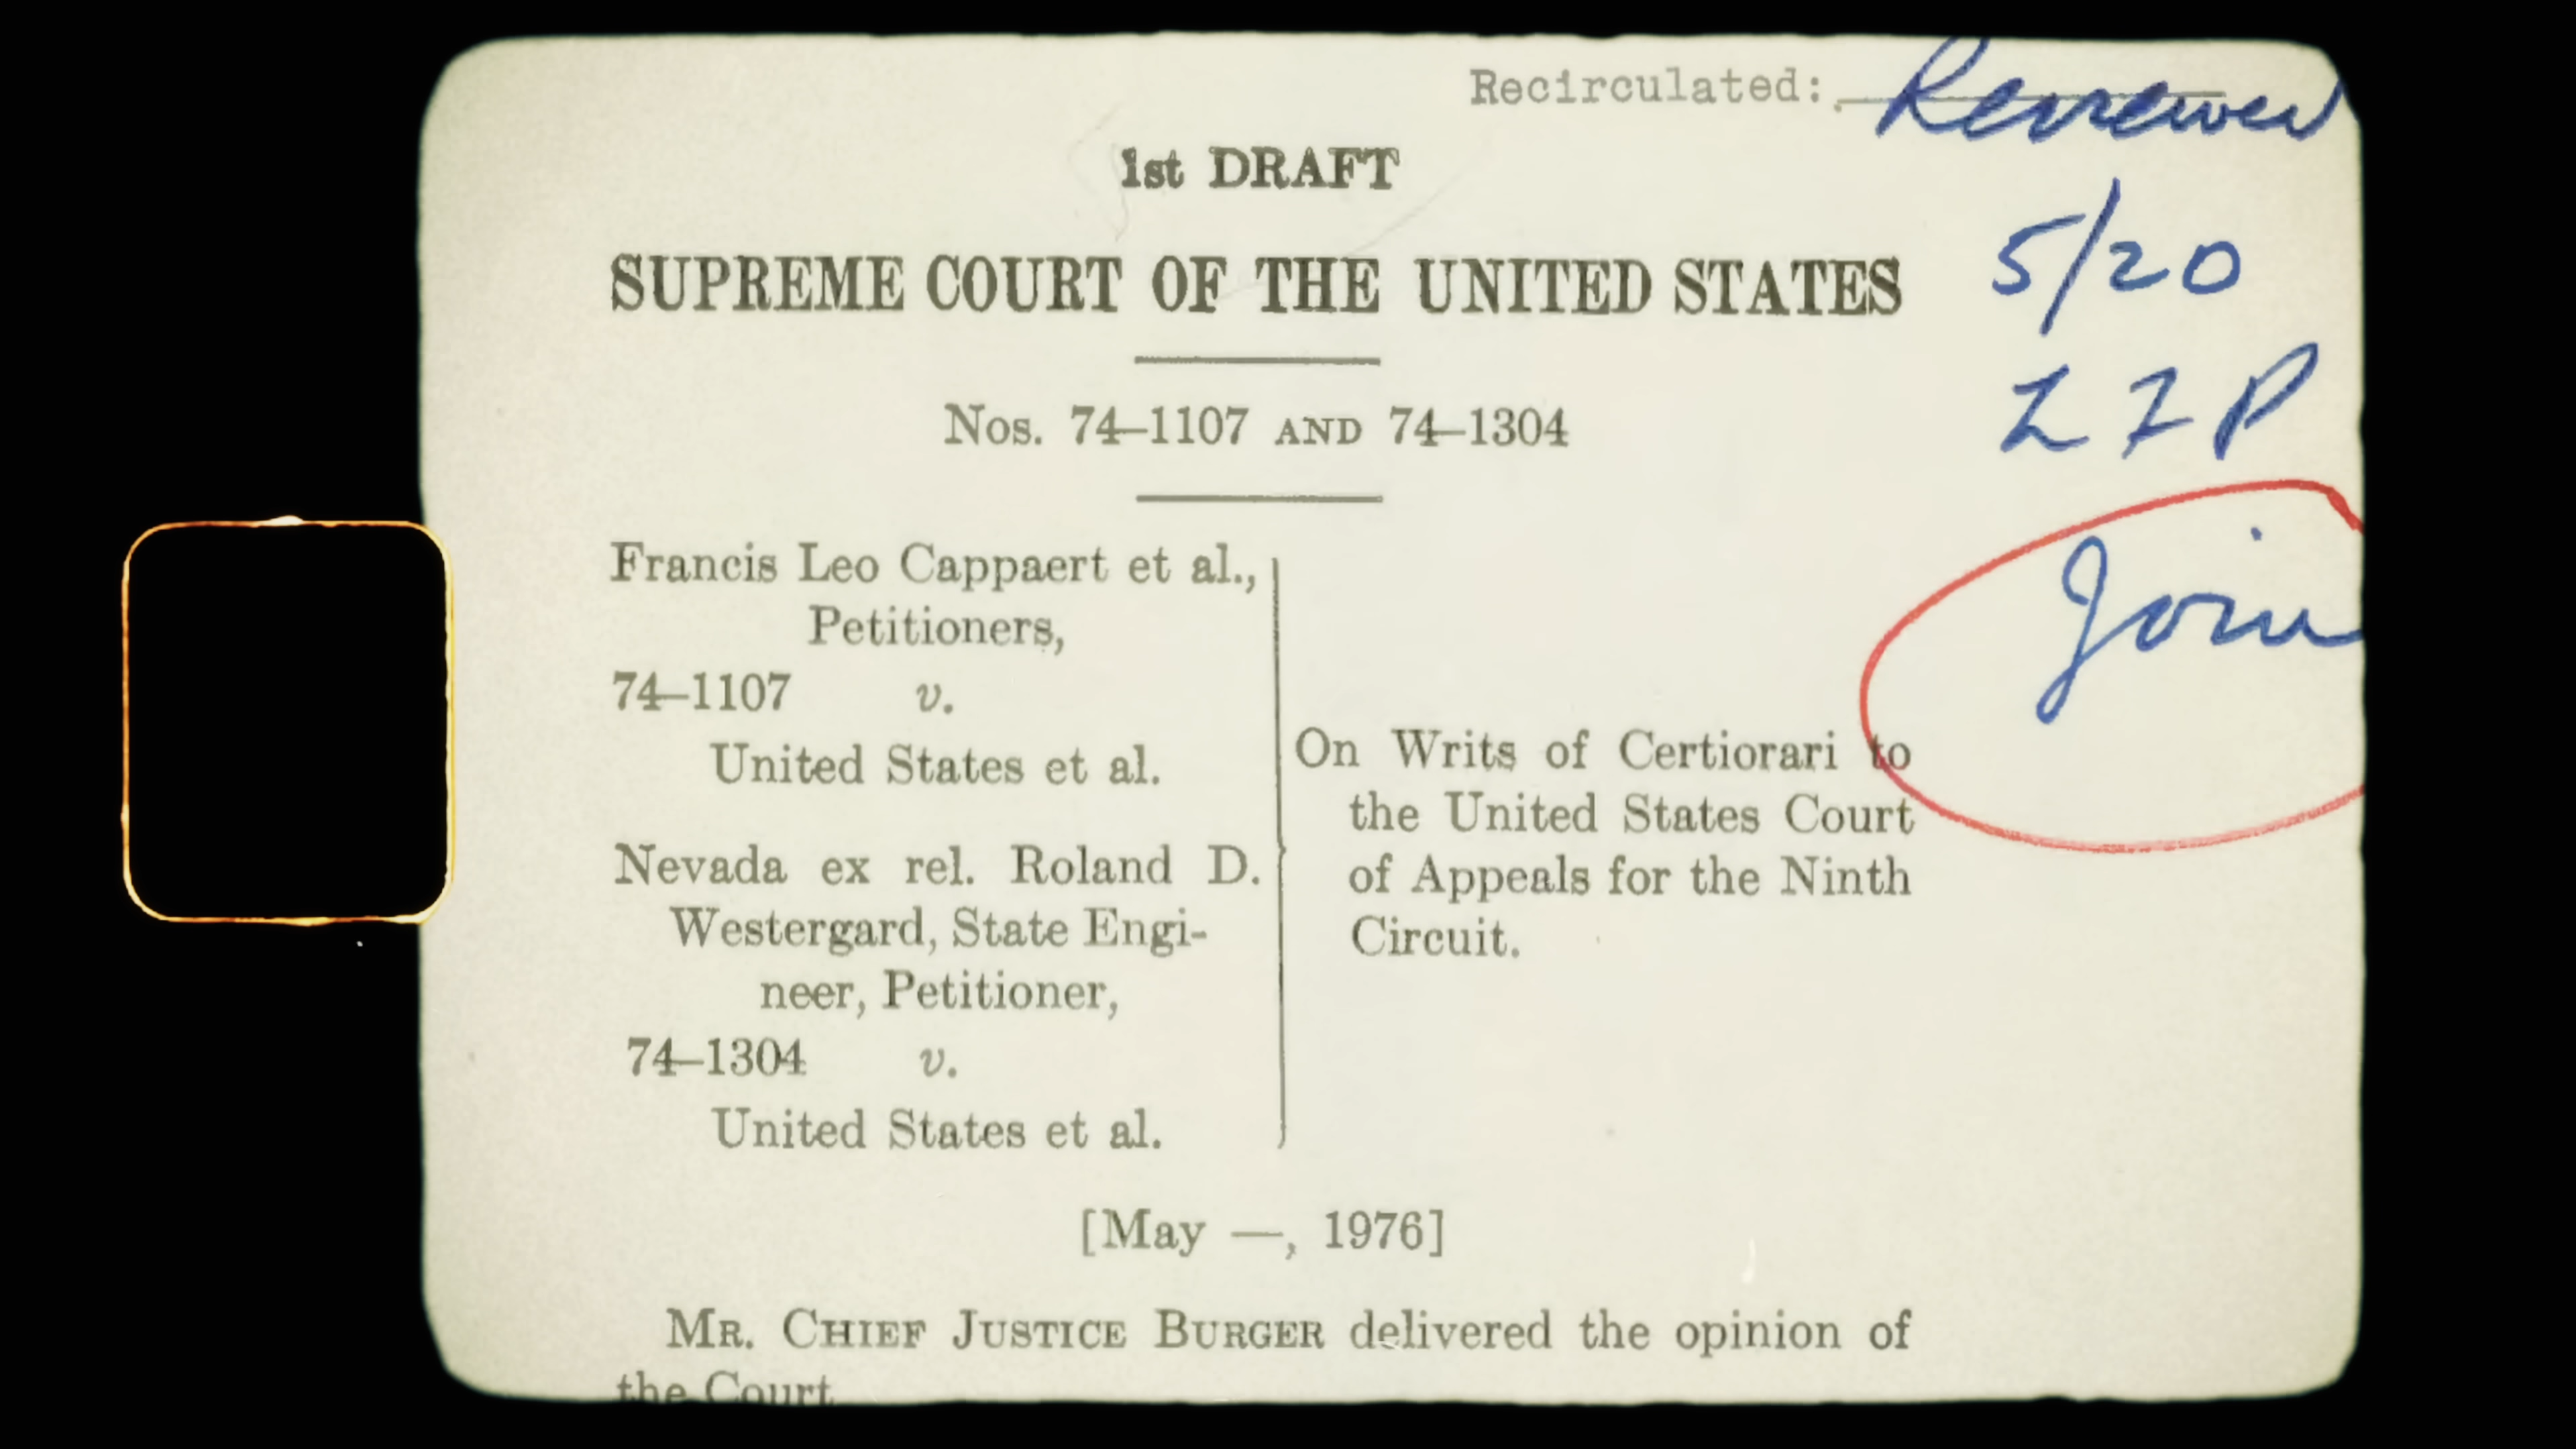 Recirculated: Reviewed
1st DRAFT
SUPREME COURT OF THE UNITED STATES
5/20
Nos. 74–1107 AND 74–1304
LFP
Join
Francis Leo Cappaert et al.,
Petitioners,
74–1107 v.
United States et al.
Nevada ex rel. Roland D.
Westergard, State Engi-
neer, Petitioner,
74–1304 v.
United States et al.
On Writs of Certiorari to
the United States Court
of Appeals for the Ninth
Circuit.
[May —, 1976]
MR. CHIEF JUSTICE BURGER delivered the opinion of
the Court